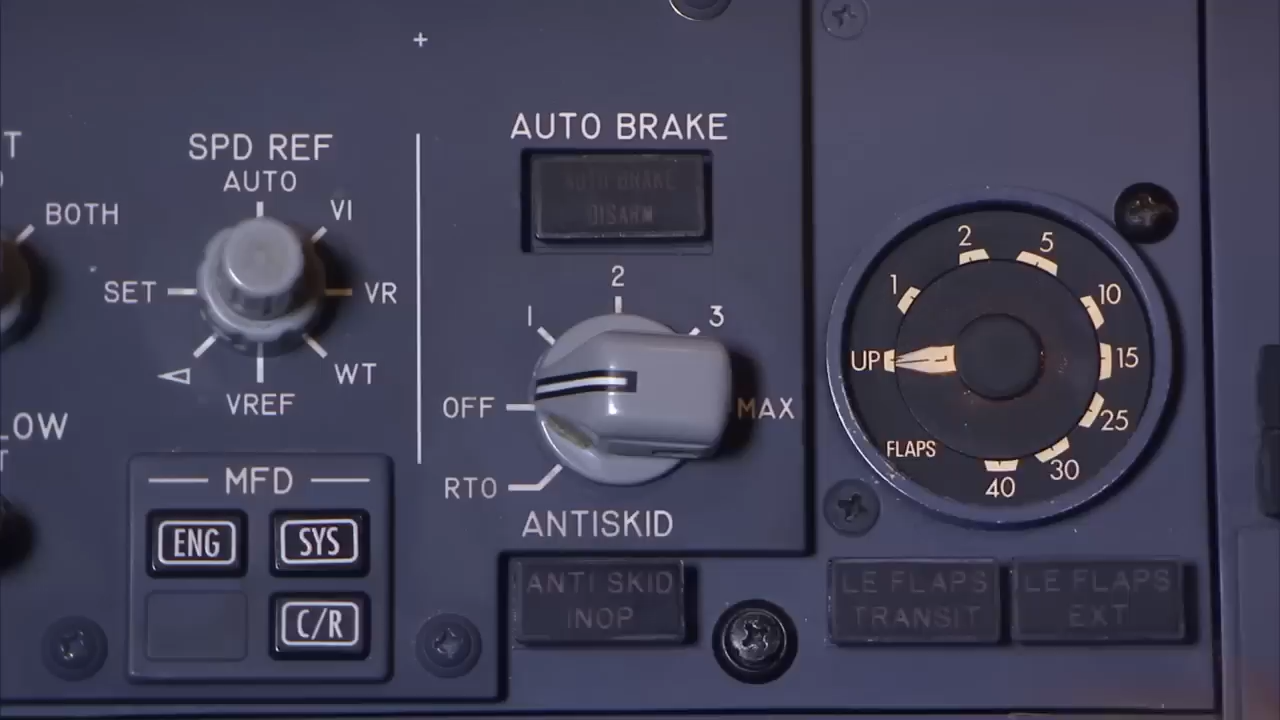 T
BOTH
LOW
T
SPD REF
AUTO
VI
SET
VR
WT
VREF
MFD
ENG
SYS
C/R
AUTO BRAKE
AUTO BRAKE
DISARM
1
2
3
OFF
MAX
RTO
ANTISKID
ANTI SKID
INOP
UP
1
2
5
10
15
25
30
40
FLAPS
LE FLAPS
TRANSIT
LE FLAPS
EXT